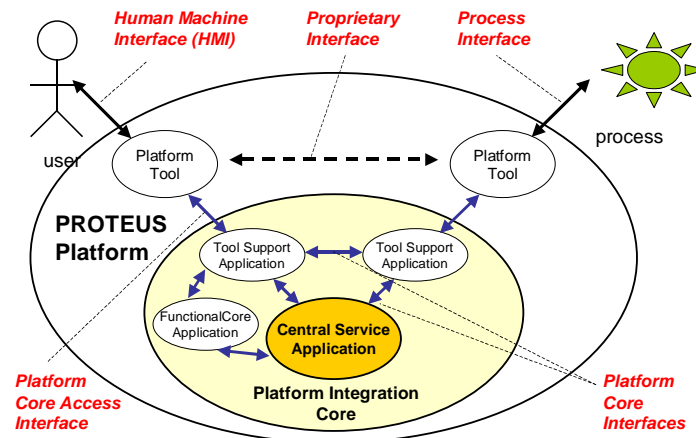 Human Machine
Interface (HMI)
Proprietary
Interface
Process
Interface
user
process
Platform
Tool
Platform
Tool
PROTEUS
Platform
Tool Support
Application
Tool Support
Application
FunctionalCore
Application
Central Service
Application
Platform Integration
Core
Platform
Core Access
Interface
Platform
Core
Interfaces